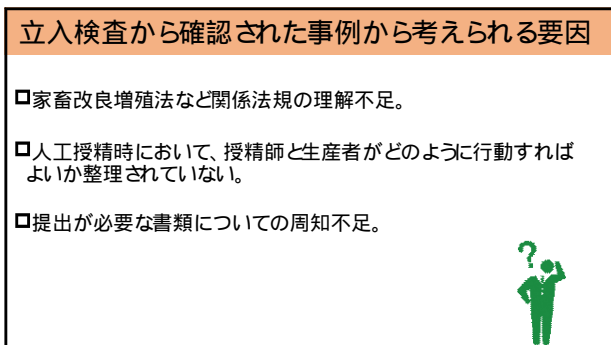 立入検査から確認された事例から考えられる要因
□家畜改良増殖法など関係法規の理解不足。
□人工授精時において、授精師と生産者がどのように行動すれば
よいか整理されていない。
□提出が必要な書類についての周知不足。
?